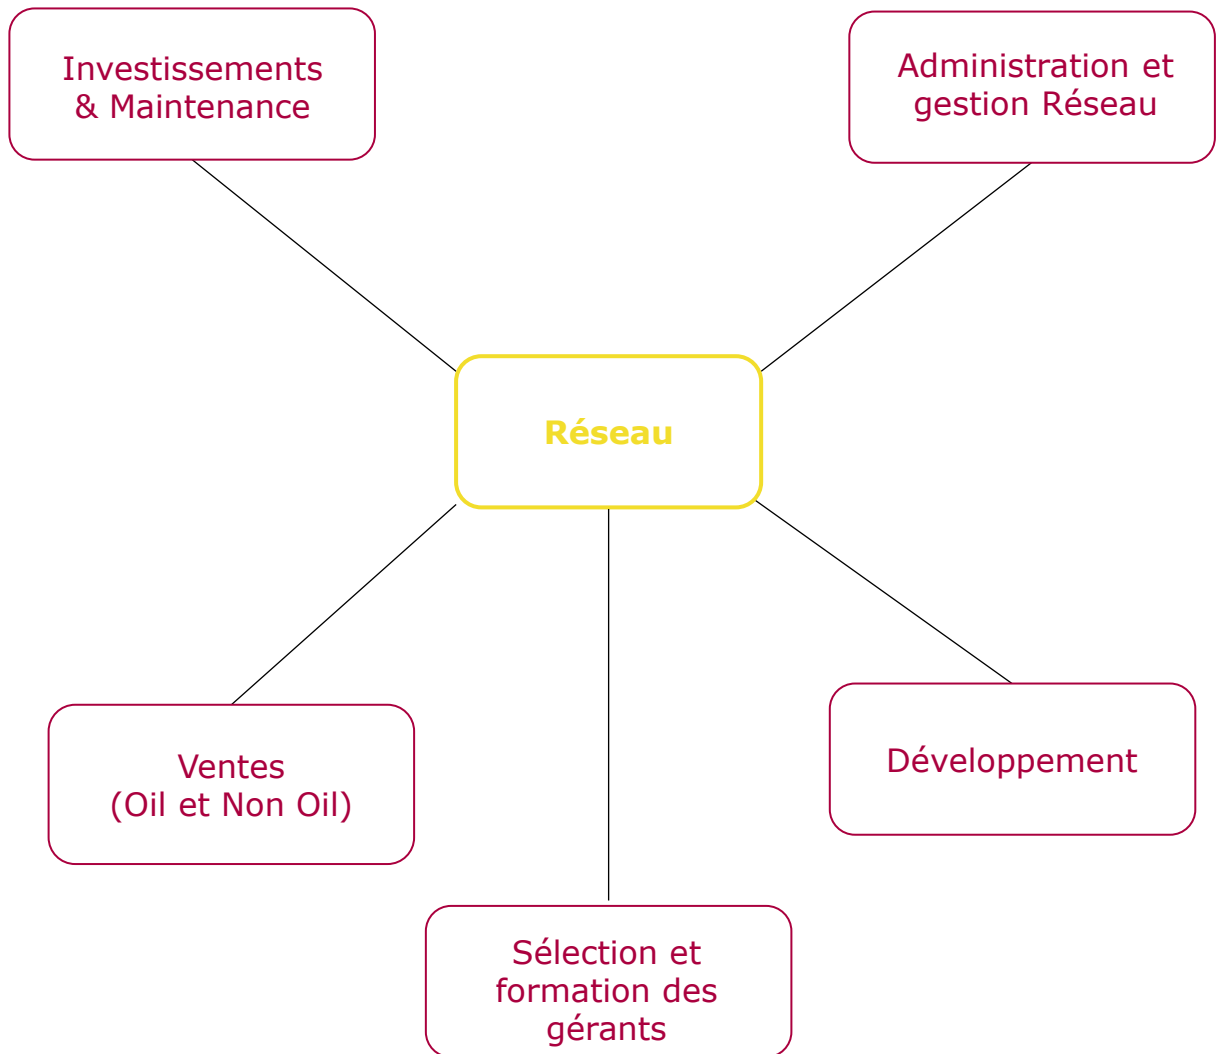 Investissements
& Maintenance
Administration et
gestion Réseau
Réseau
Ventes
(Oil et Non Oil)
Développement
Sélection et
formation des
gérants